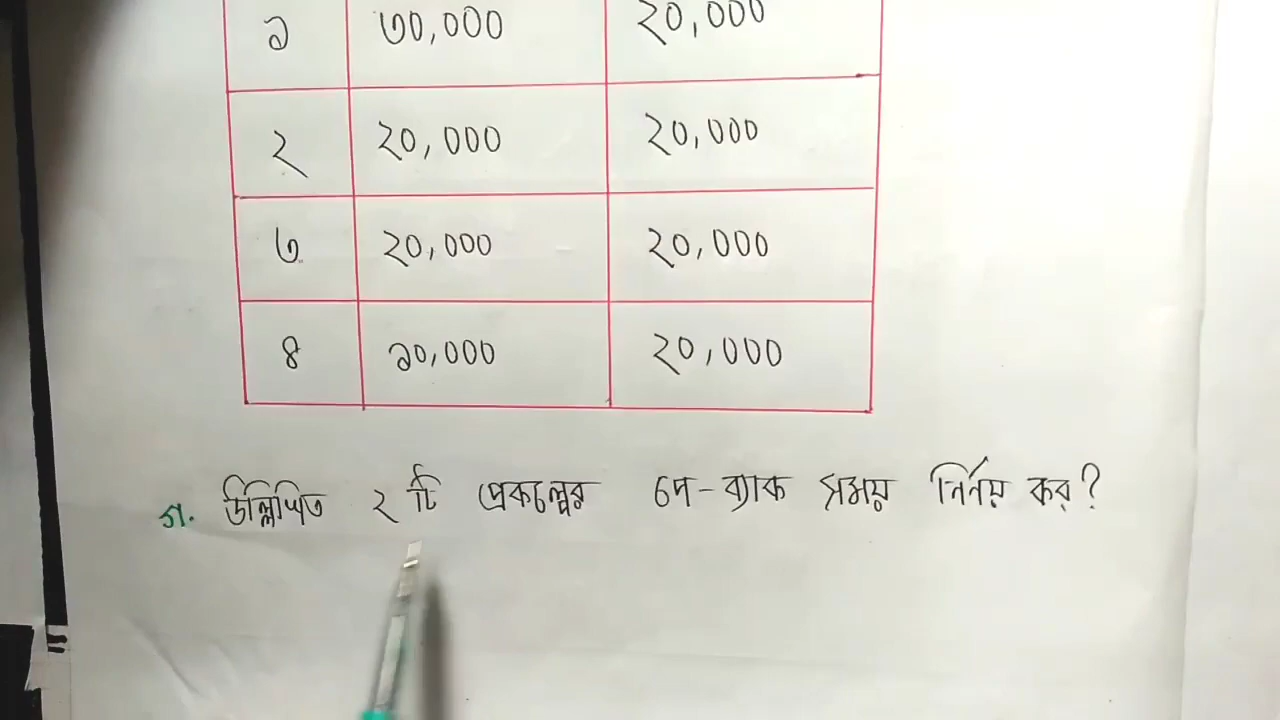 ১ ৩০,০০০ ২০,০০০
২ ২০,০০০ ২০,০০০
৩ ২০,০০০ ২০,০০০
৪ ১০,০০০ ২০,০০০
গ. উল্লিখিত ২ টি প্রকল্পের পে-ব্যাক সময় নির্ণয় কর?